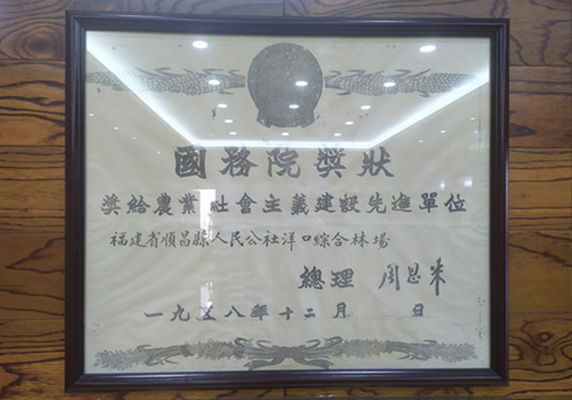 國務院獎狀
獎給農業社會主義建設先進單位
福建省順昌縣人民公社洋口綜合林場
總理 周恩來
一九五八年十二月 日